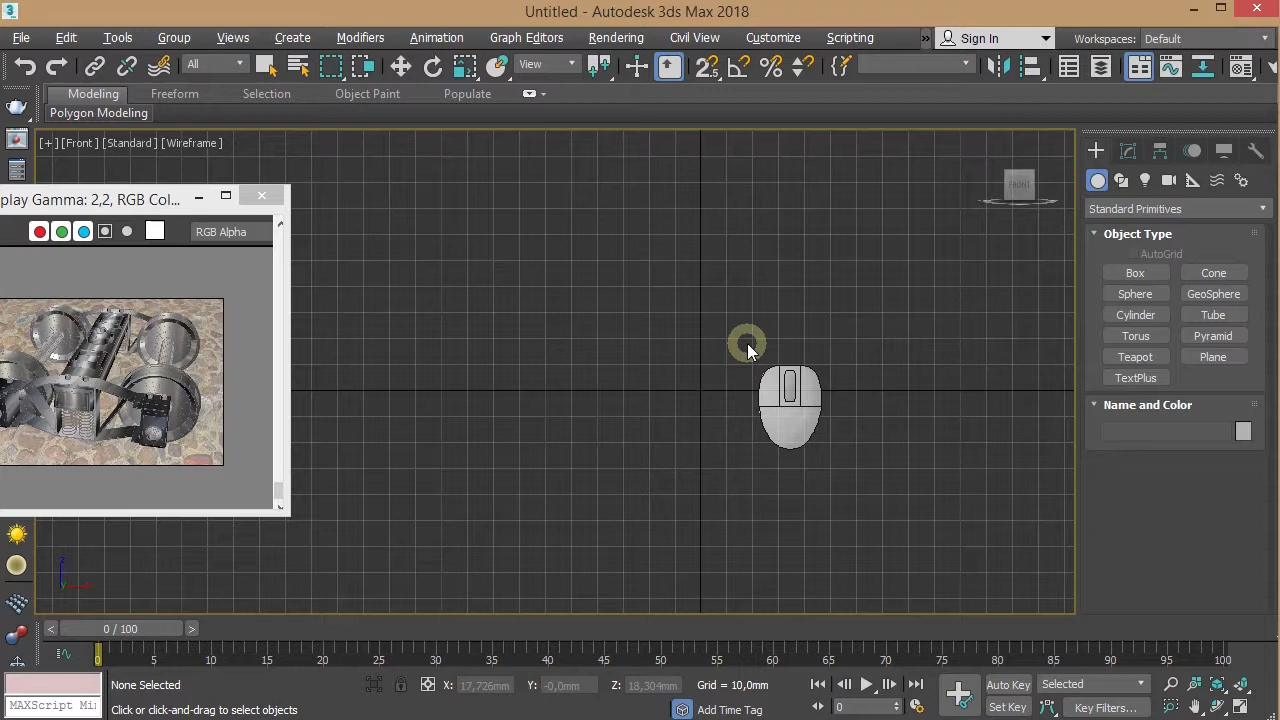 Untitled - Autodesk 3ds Max 2018
File Edit Tools Group Views Create Modifiers Animation Graph Editors Rendering Civil View Customize Scripting » Sign In Workspaces: Default
All View
Modeling Freeform Selection Object Paint Populate
Polygon Modeling
[+] [Front] [Standard] [Wireframe]
FRONT
play Gamma: 2,2, RGB Col...
RGB Alpha
Standard Primitives
Object Type
AutoGrid
Box Cone
Sphere GeoSphere
Cylinder Tube
Torus Pyramid
Teapot Plane
TextPlus
Name and Color
z
x
y
< 0 / 100 >
0 5 10 15 20 25 30 35 40 45 50 55 60 65 70 75 80 85 90 95 100
None Selected X: 17,726mm Y: -0,0mm Z: 18,304mm Grid = 10,0mm Auto Key Selected
MAXScript Mi Click or click-and-drag to select objects Add Time Tag 0 Set Key Key Filters...